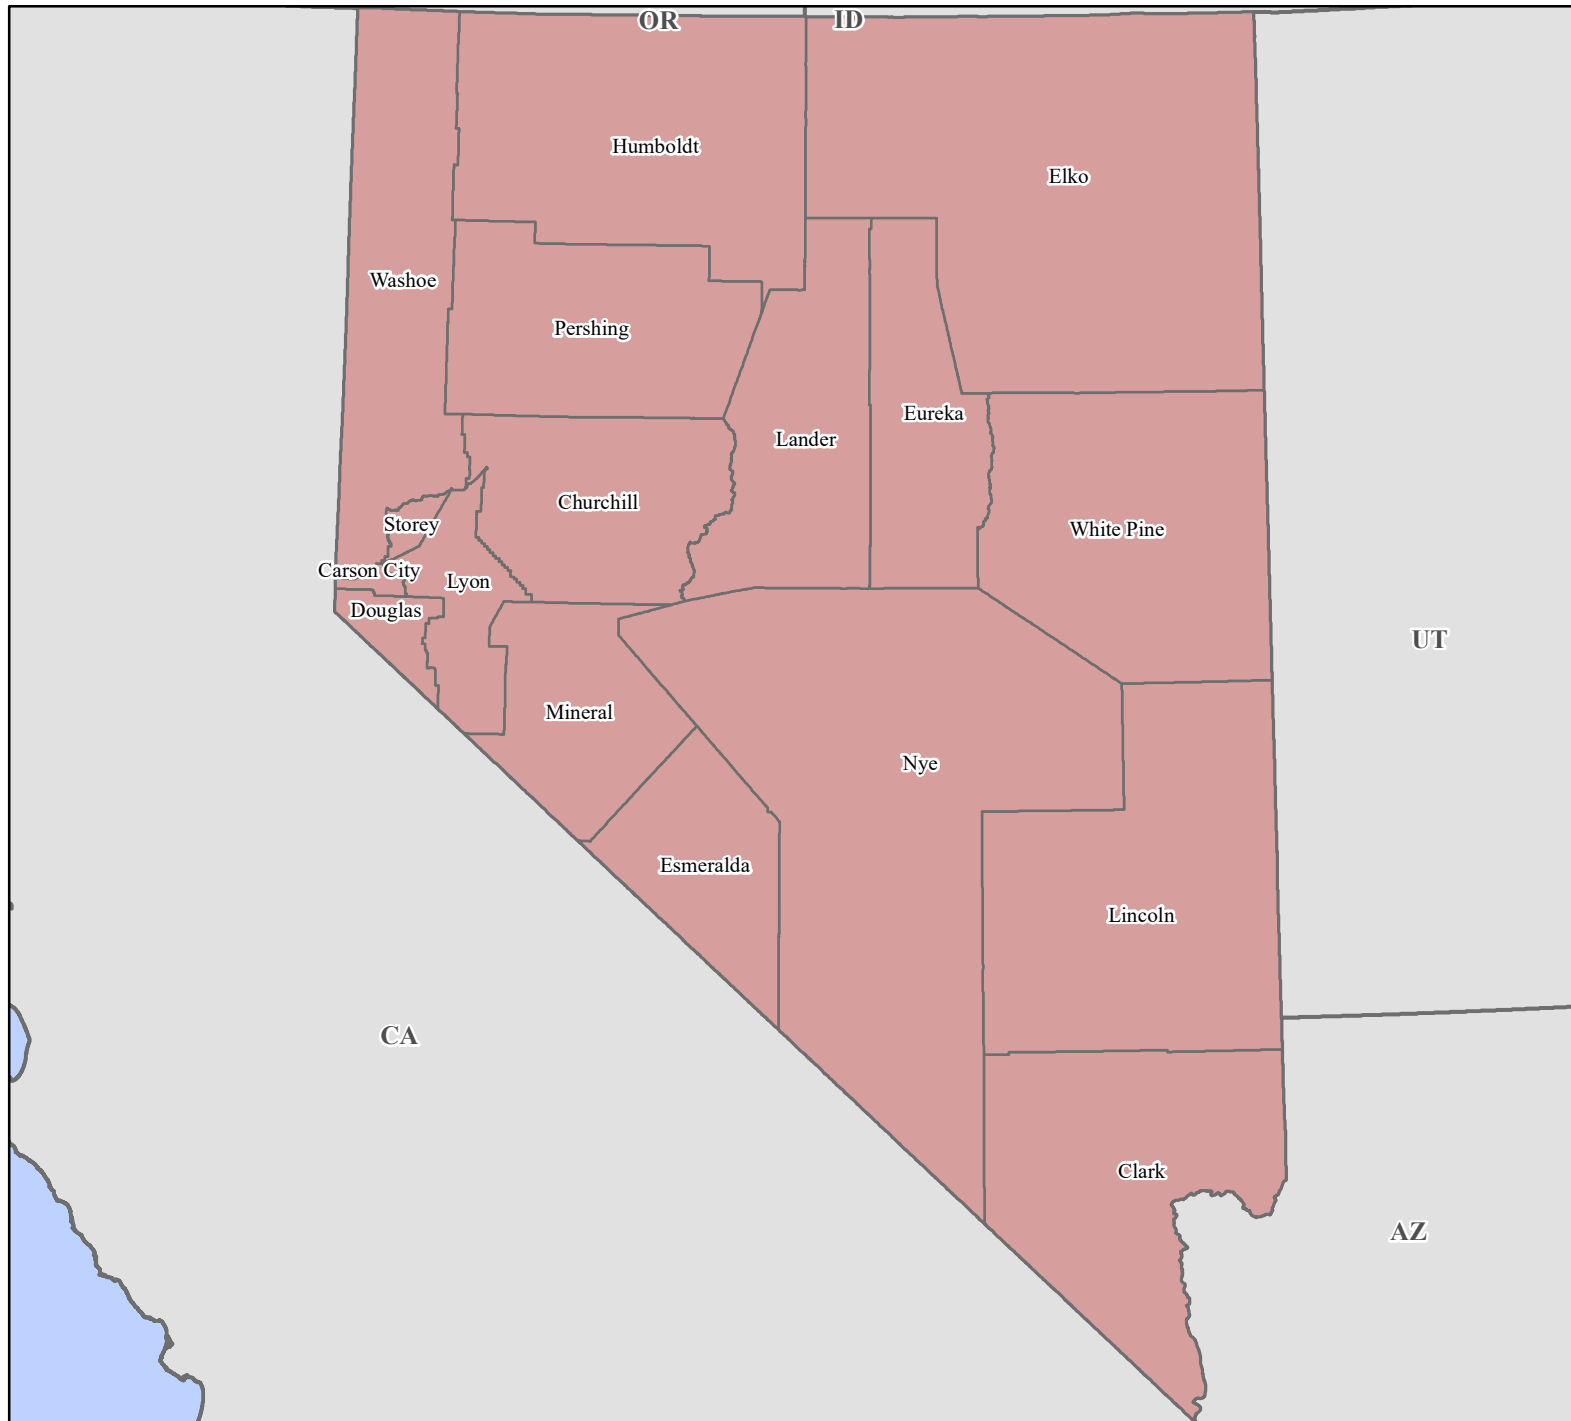 OR
ID
Humboldt
Elko
Washoe
Pershing
Eureka
Lander
Churchill
Storey
White Pine
Carson City
Lyon
Douglas
UT
Mineral
Nye
Esmeralda
Lincoln
CA
Clark
AZ